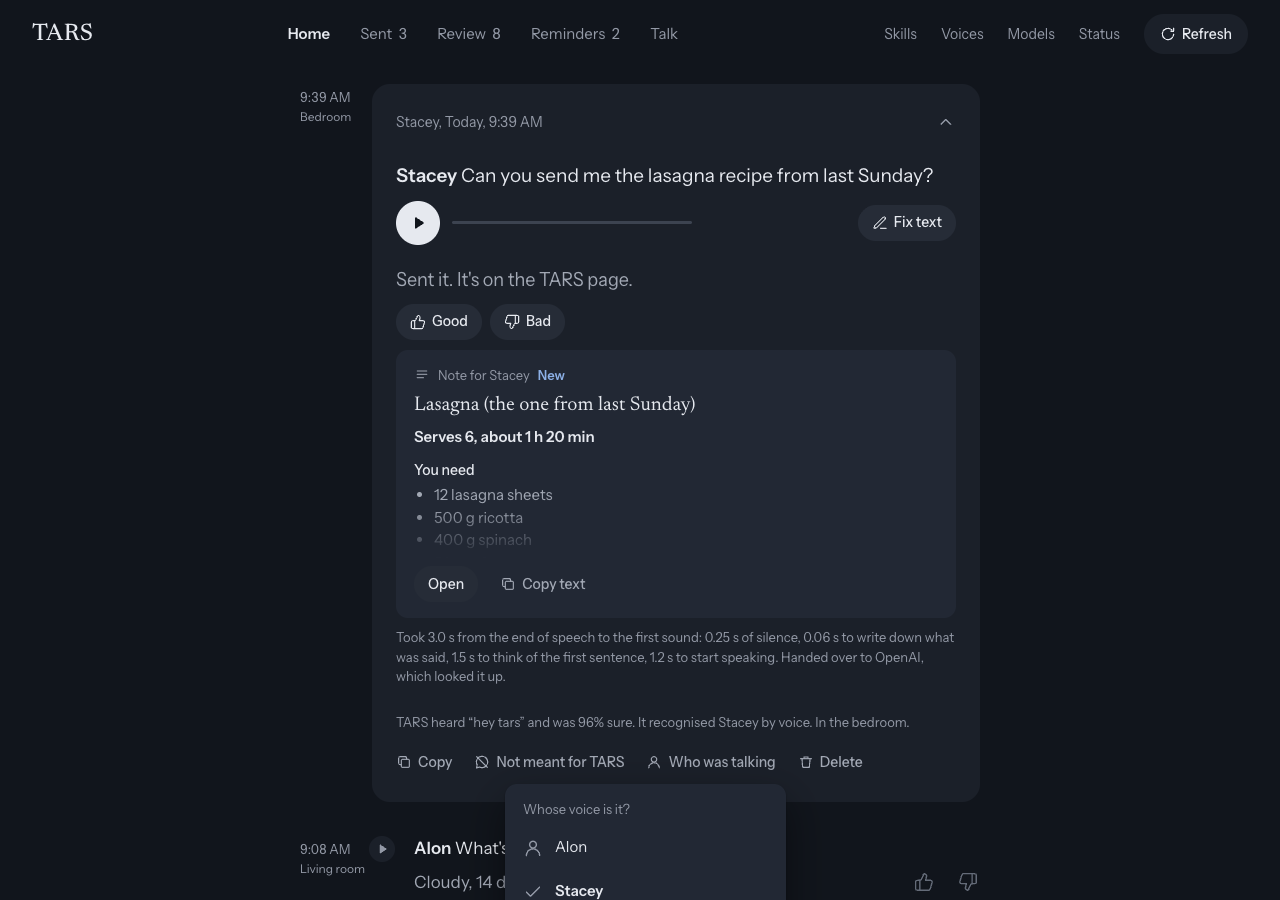 TARS
Home
Sent 3
Review 8
Reminders 2
Talk
Skills
Voices
Models
Status
Refresh
9:39 AM
Bedroom
Stacey, Today, 9:39 AM
Stacey Can you send me the lasagna recipe from last Sunday?
Fix text
Sent it. It's on the TARS page.
Good
Bad
Note for Stacey New
Lasagna (the one from last Sunday)
Serves 6, about 1 h 20 min
You need
• 12 lasagna sheets
• 500 g ricotta
• 400 g spinach
Open
Copy text
Took 3.0 s from the end of speech to the first sound: 0.25 s of silence, 0.06 s to write down what
was said, 1.5 s to think of the first sentence, 1.2 s to start speaking. Handed over to OpenAI,
which looked it up.
TARS heard “hey tars” and was 96% sure. It recognised Stacey by voice. In the bedroom.
Copy
Not meant for TARS
Who was talking
Delete
Whose voice is it?
Alon
Stacey
9:08 AM
Living room
Alon What's
Cloudy, 14 d